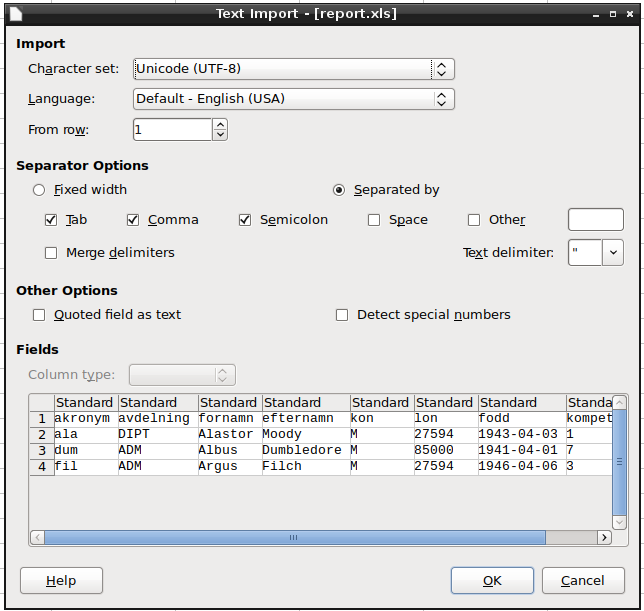 Text Import - [report.xls]
Import
Character set: Unicode (UTF-8)
Language: Default - English (USA)
From row: 1
Separator Options
Fixed width Separated by
Tab Comma Semicolon Space Other
Merge delimiters Text delimiter: "
Other Options
Quoted field as text Detect special numbers
Fields
Column type:
Standard Standard Standard Standard Standard Standard Standard Standa
1 akronym avdelning fornamn efternamn kon lon fodd kompet
2 ala DIPT Alastor Moody M 27594 1943-04-03 1
3 dum ADM Albus Dumbledore M 85000 1941-04-01 7
4 fil ADM Argus Filch M 27594 1946-04-06 3
Help OK Cancel